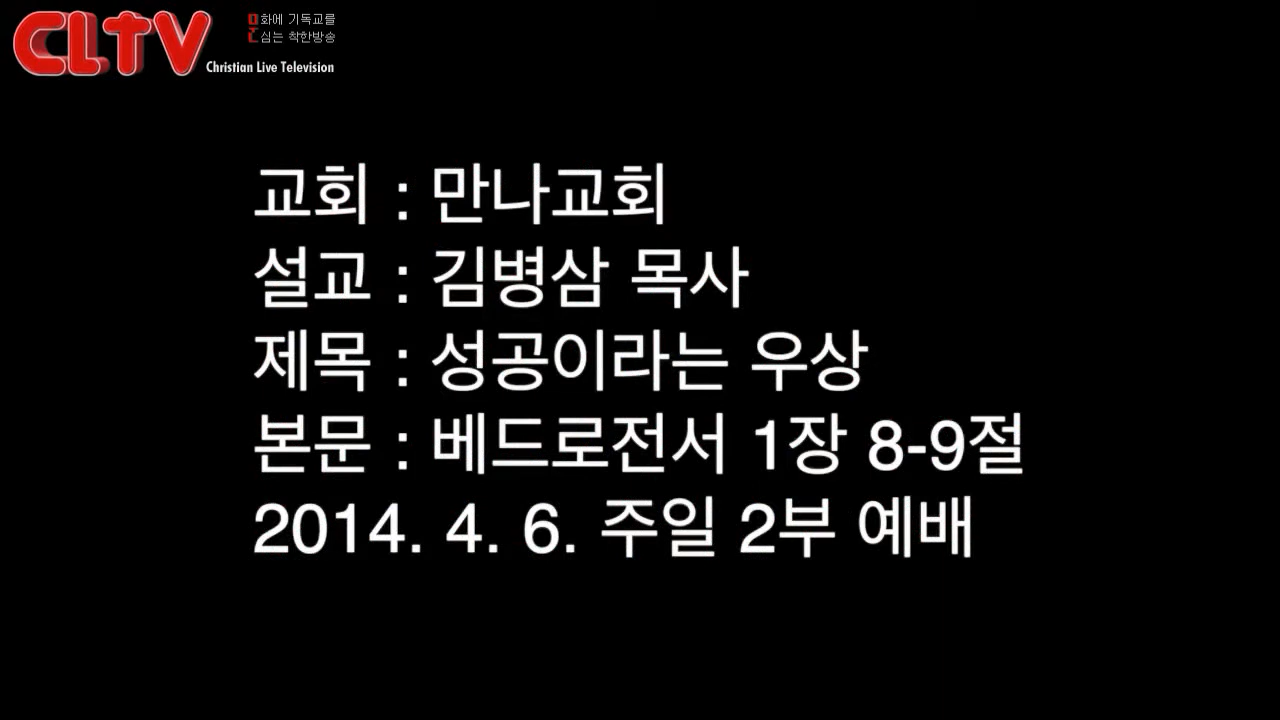 CLTV
문화에 기독교를
심는 착한방송
Christian Live Television
교회 : 만나교회
설교 : 김병삼 목사
제목 : 성공이라는 우상
본문 : 베드로전서 1장 8-9절
2014. 4. 6. 주일 2부 예배